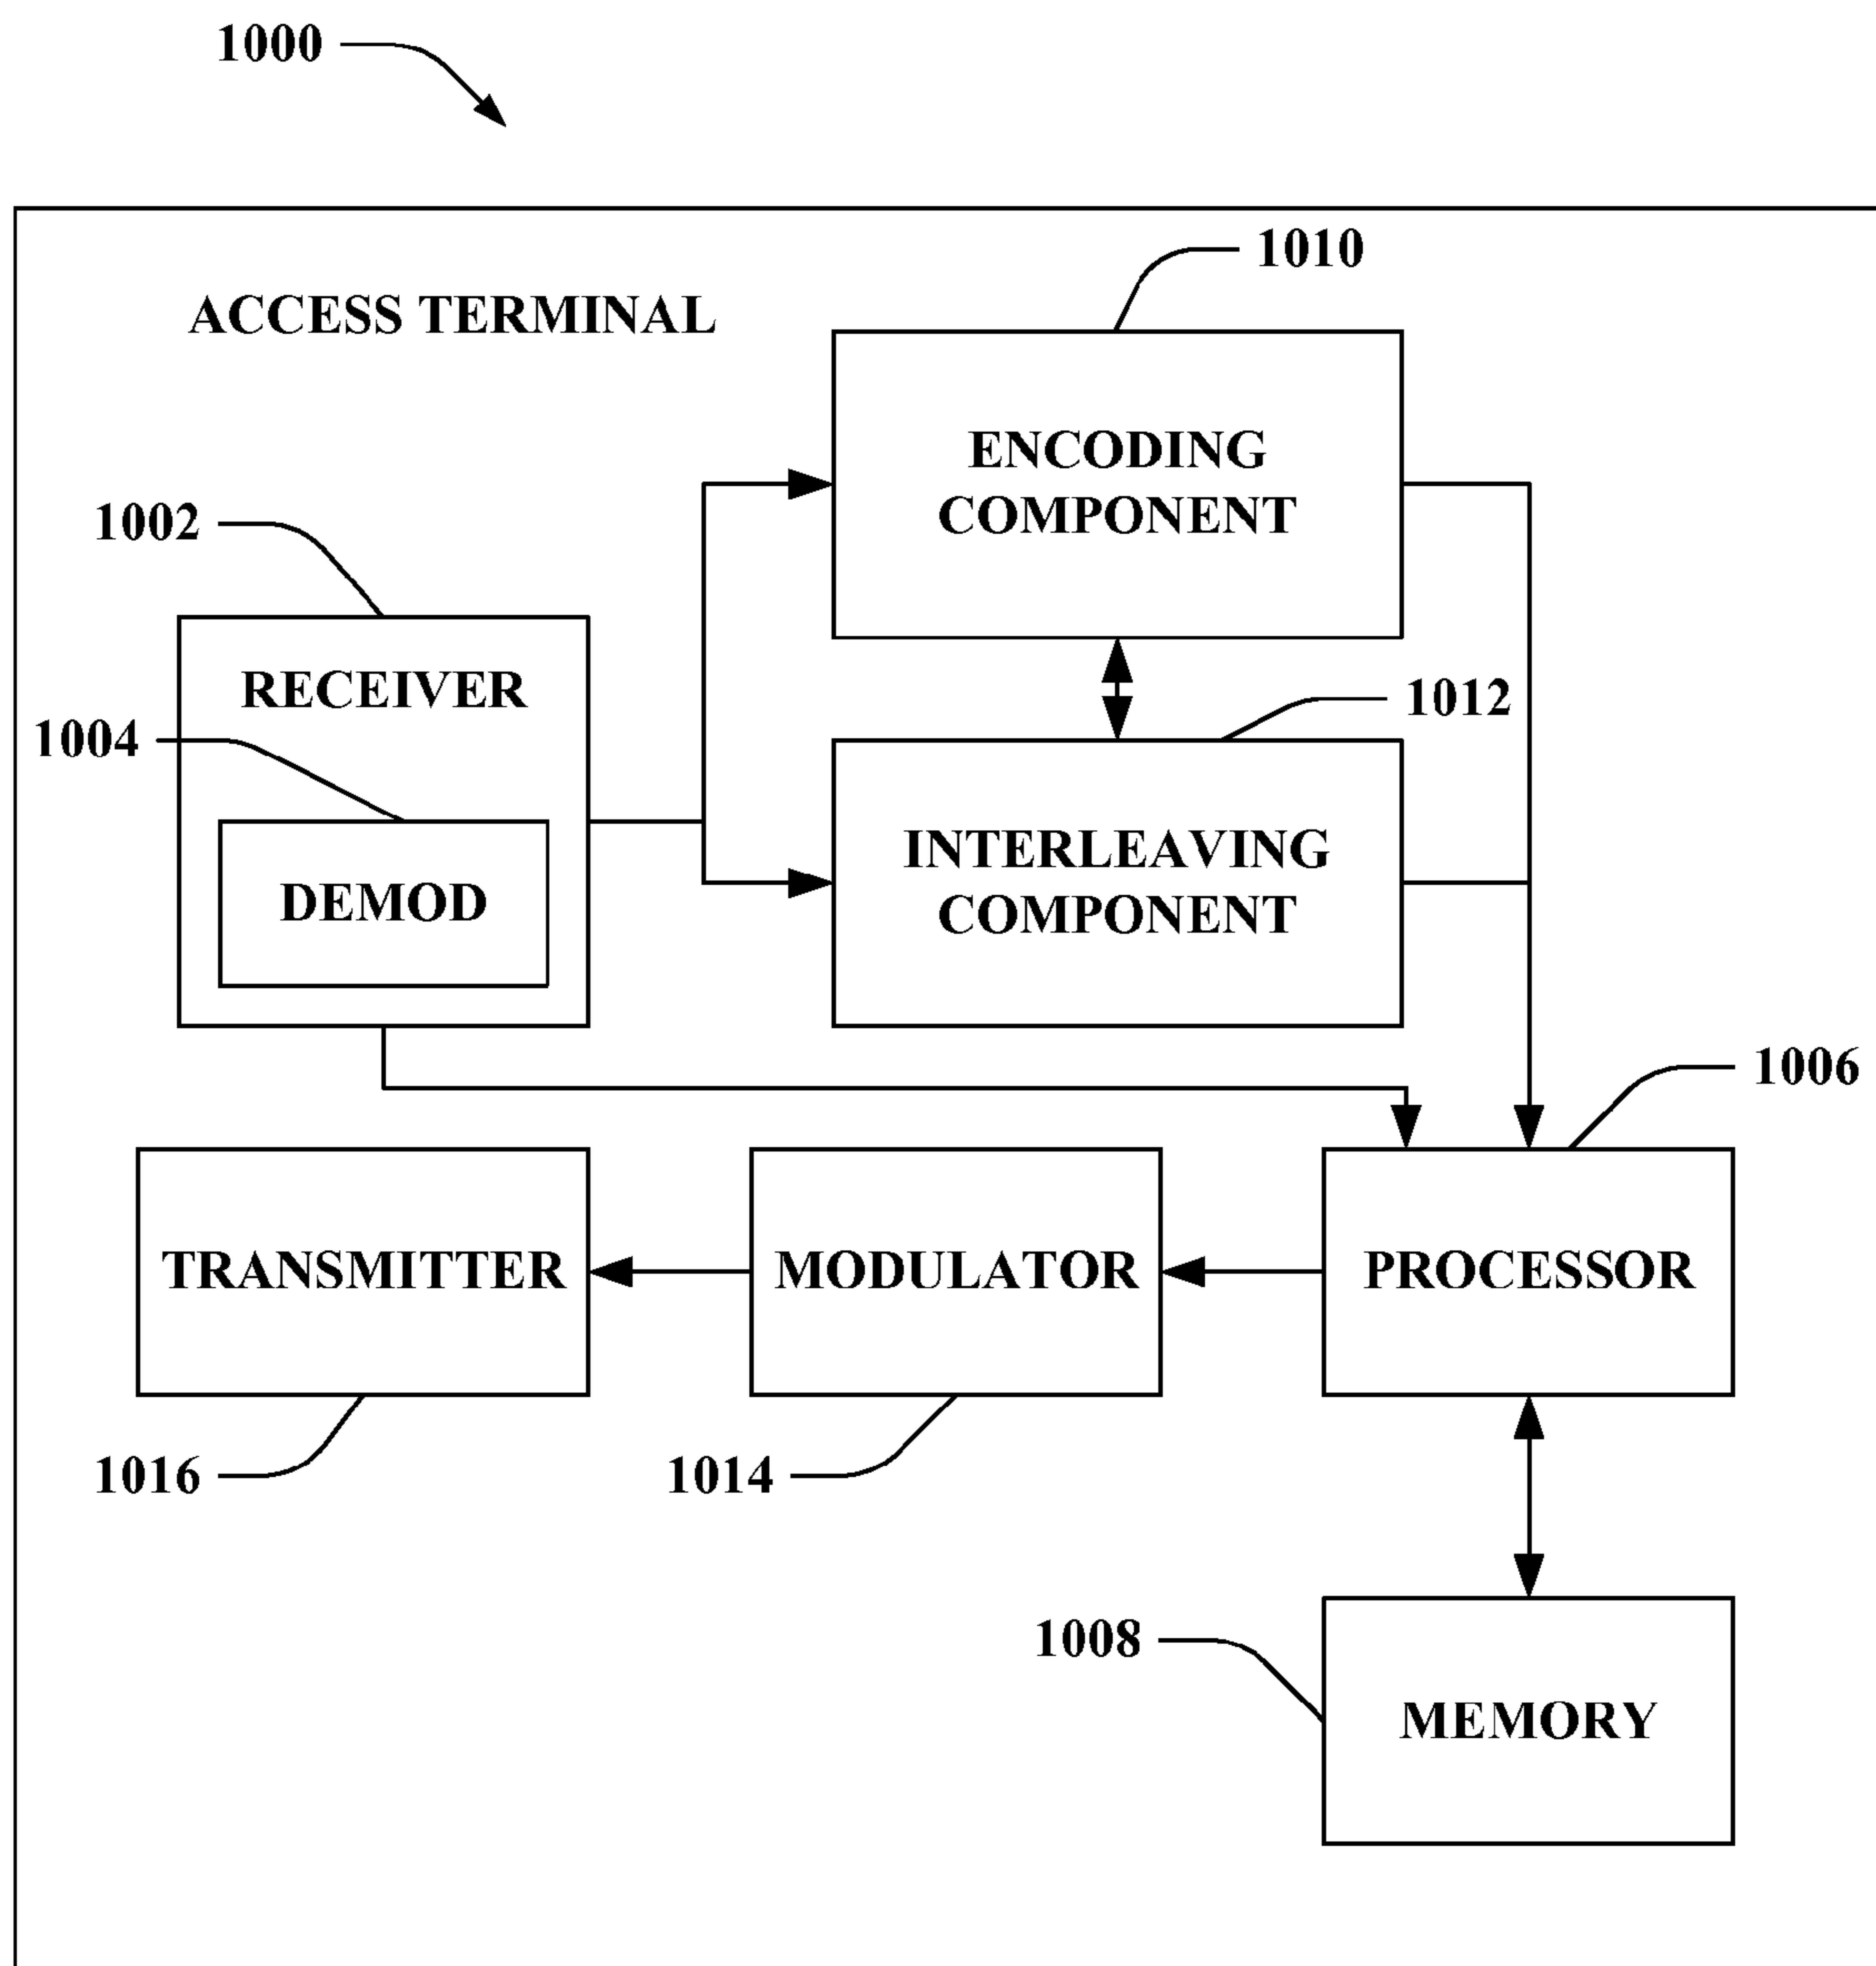 1000
1010
ACCESS TERMINAL
ENCODING
COMPONENT
1002
RECEIVER
1012
1004
INTERLEAVING
COMPONENT
DEMOD
1006
TRANSMITTER
MODULATOR
PROCESSOR
1016
1014
1008
MEMORY